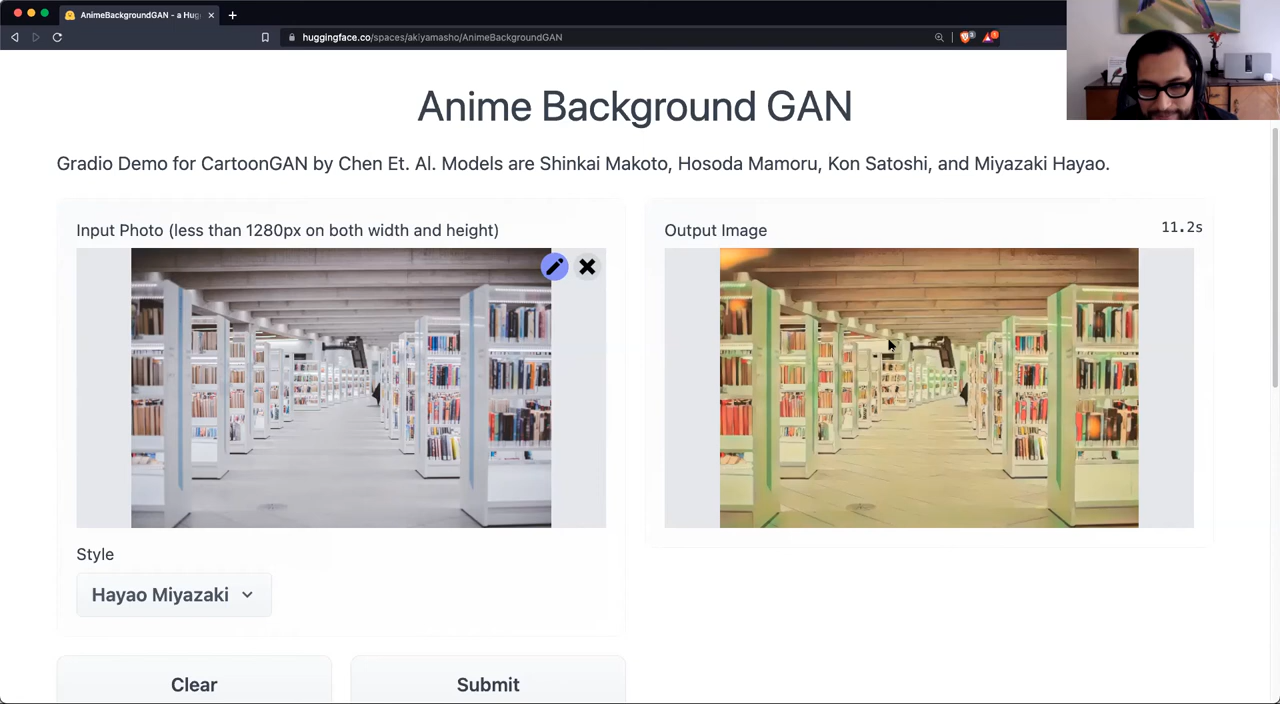 AnimeBackgroundGAN - a Hug
huggingface.co/spaces/akiyamasho/AnimeBackgroundGAN
3
1
Anime Background GAN
Gradio Demo for CartoonGAN by Chen Et. Al. Models are Shinkai Makoto, Hosoda Mamoru, Kon Satoshi, and Miyazaki Hayao.
Input Photo (less than 1280px on both width and height)
Output Image
11.2s
Style
Hayao Miyazaki
Clear
Submit